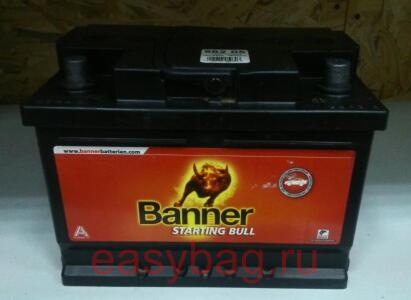 www.bannerbatterien.com
Banner
STARTING BULL
easybag.ru